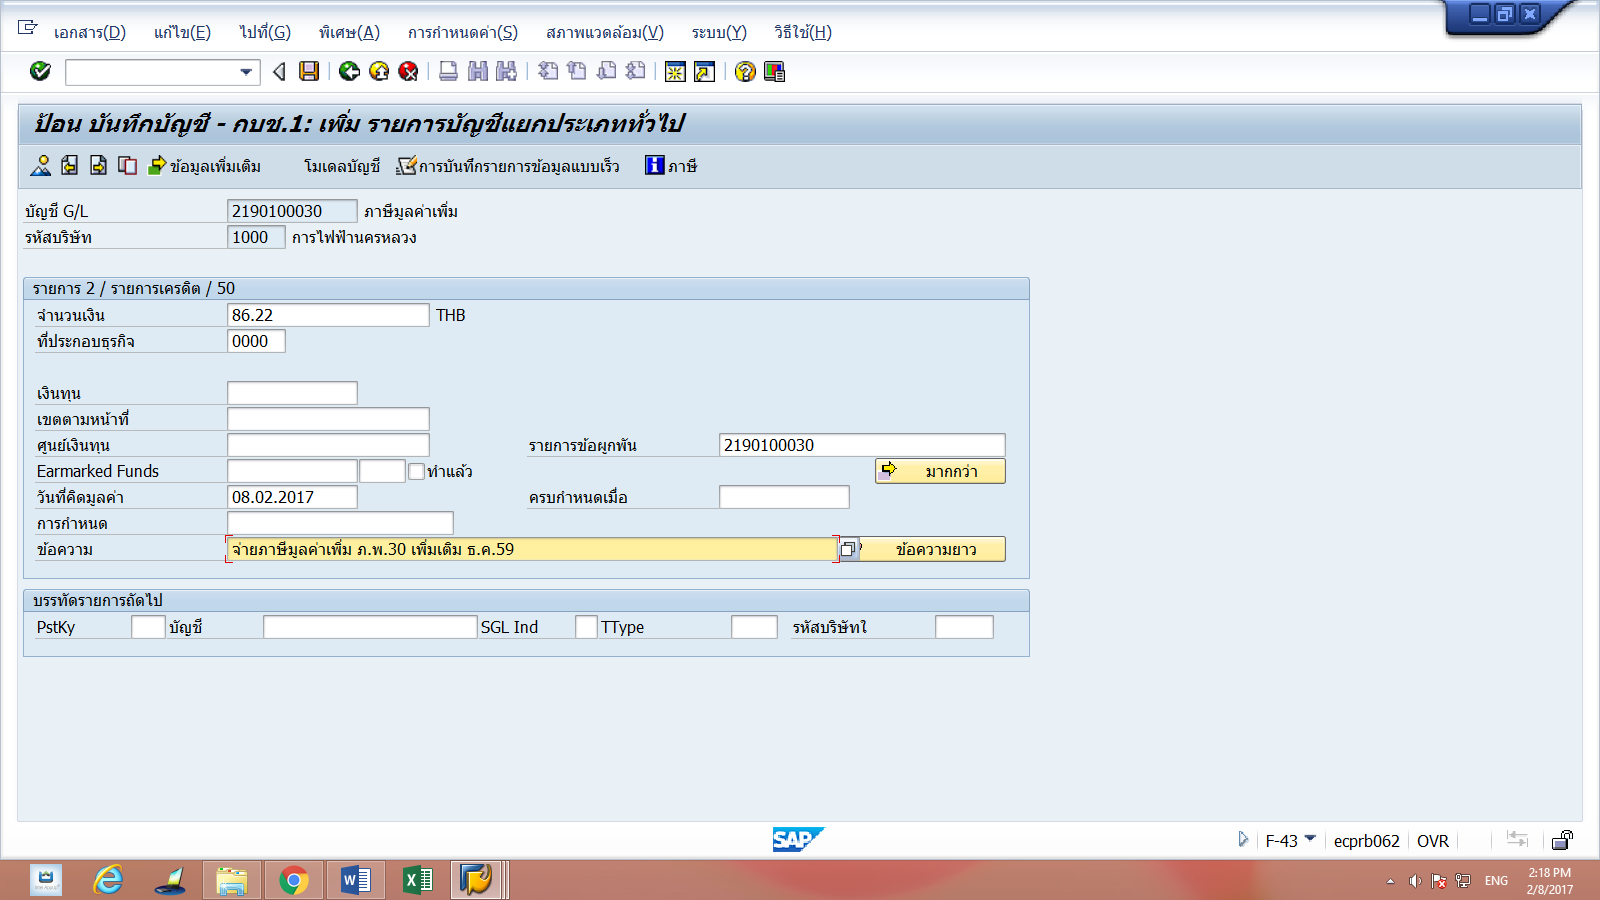 เอกสาร(D) แก้ไข(E) ไปที่(G) พิเศษ(A) การกำหนดค่า(S) สภาพแวดล้อม(V) ระบบ(Y) วิธีใช้(H)
ป้อน บันทึกบัญชี - กบช.1: เพิ่ม รายการบัญชีแยกประเภททั่วไป
ข้อมูลเพิ่มเติม โมเดลบัญชี การบันทึกรายการข้อมูลแบบเร็ว ภาษี
บัญชี G/L 2190100030 ภาษีมูลค่าเพิ่ม
รหัสบริษัท 1000 การไฟฟ้านครหลวง
รายการ 2 / รายการเครดิต / 50
จำนวนเงิน 86.22 THB
ที่ประกอบธุรกิจ 0000
เงินทุน
เขตตามหน้าที่
ศูนย์เงินทุน รายการข้อผูกพัน 2190100030
Earmarked Funds ทำแล้ว มากกว่า
วันที่คิดมูลค่า 08.02.2017 ครบกำหนดเมื่อ
การกำหนด
ข้อความ จ่ายภาษีมูลค่าเพิ่ม ภ.พ.30 เพิ่มเติม ธ.ค.59 ข้อความยาว
บรรทัดรายการถัดไป
PstKy บัญชี SGL Ind TType รหัสบริษัทใ
SAP F-43 ecprb062 OVR
ENG 2:18 PM
2/8/2017